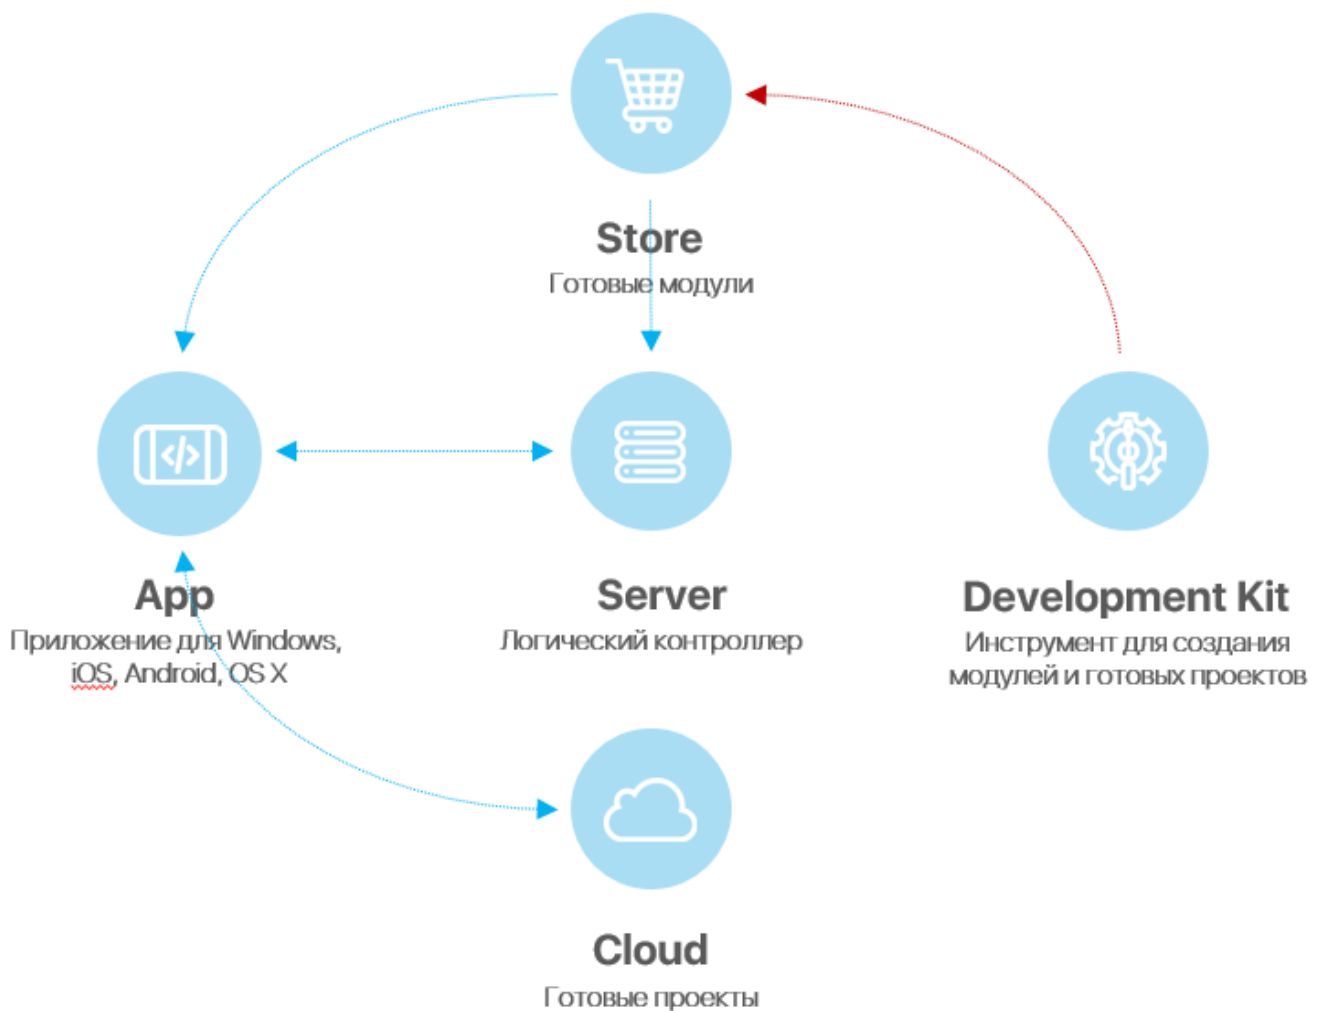 Store
Готовые модули
App
Приложение для Windows,
iOS, Android, OS X
Server
Логический контроллер
Development Kit
Инструмент для создания
модулей и готовых проектов
Cloud
Готовые проекты